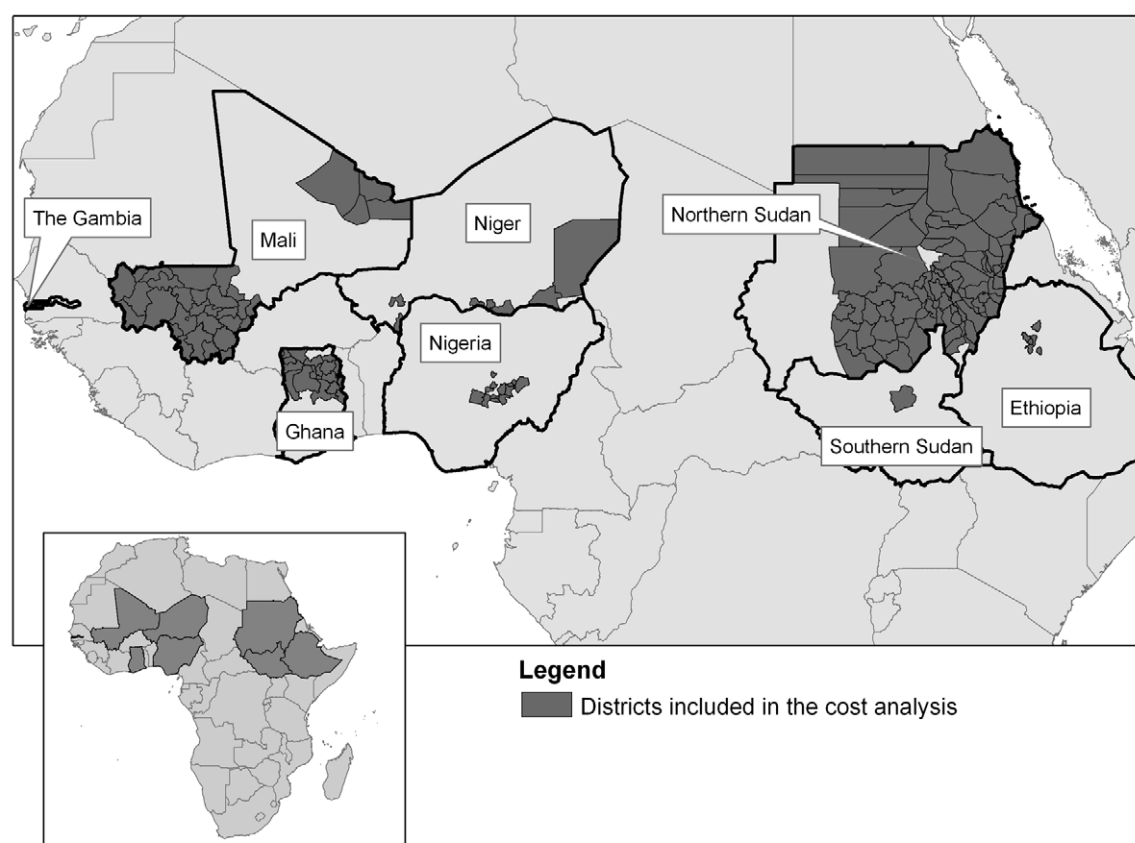 The Gambia
Mali
Niger
Northern Sudan
Nigeria
Ghana
Ethiopia
Southern Sudan
Legend
Districts included in the cost analysis